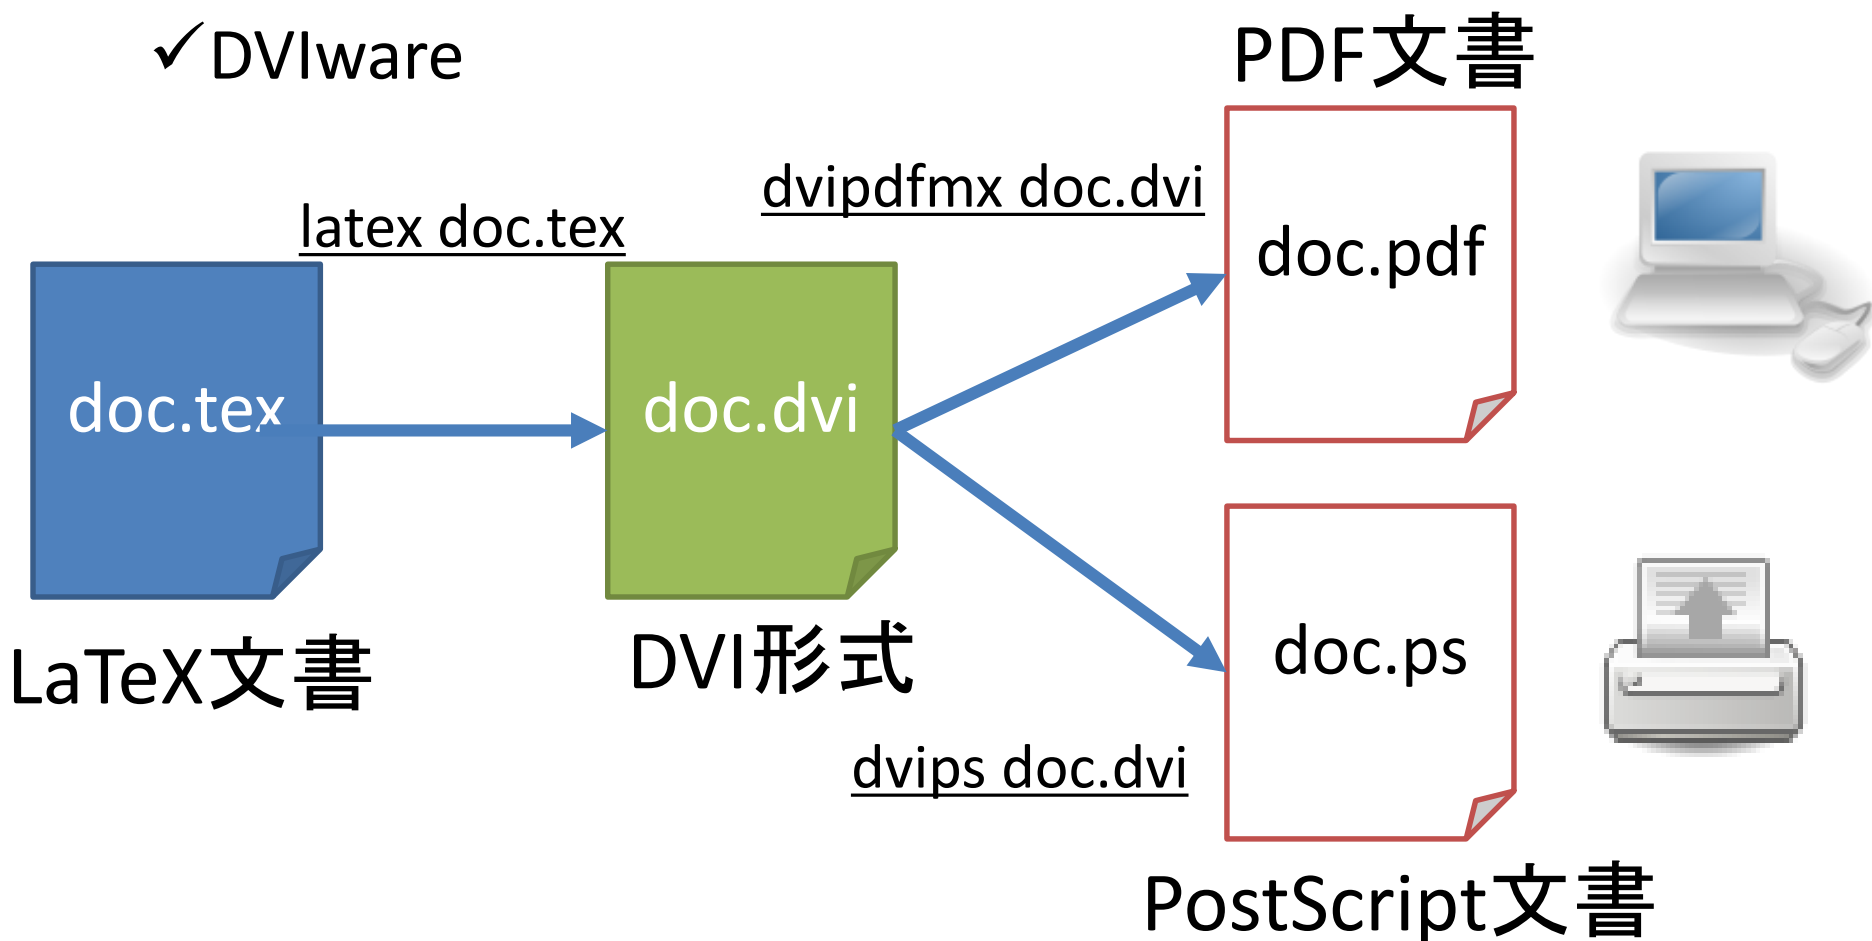 ✓DVIware
PDF文書
dvipdfmx doc.dvi
latex doc.tex
doc.pdf
doc.tex
doc.dvi
LaTeX文書
DVI形式
doc.ps
dvips doc.dvi
PostScript文書